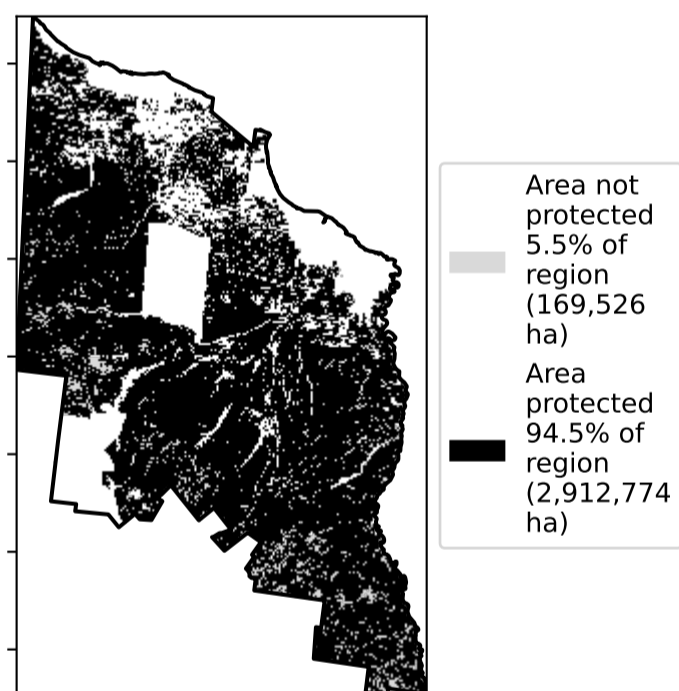 Area not
protected
5.5% of
region
(169,526
ha)
Area
protected
94.5% of
region
(2,912,774
ha)